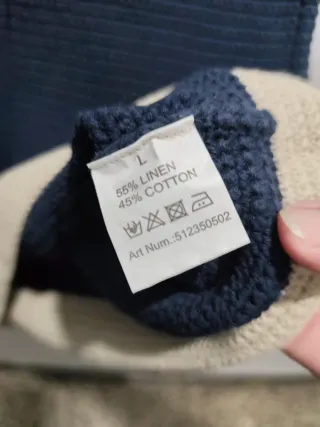 L
55% LINEN
45% COTTON
Art Num.:512350502